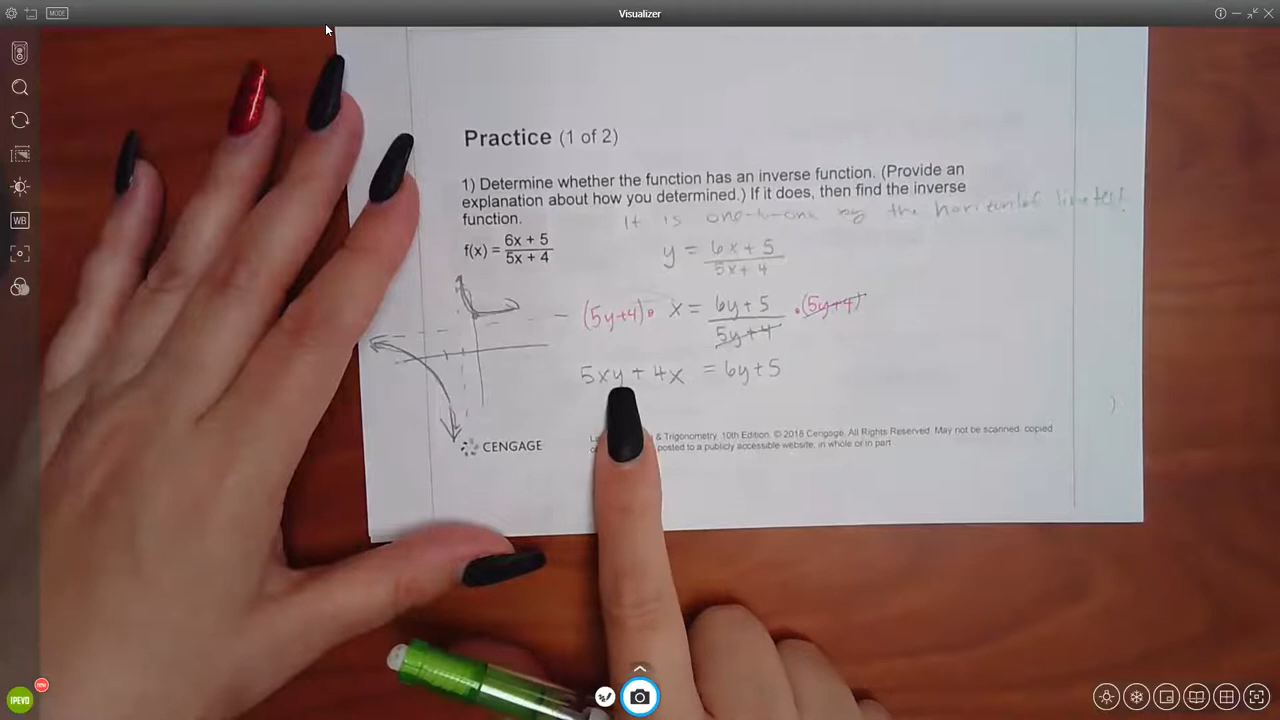 MODE
Visualizer
Practice (1 of 2)
1) Determine whether the function has an inverse function. (Provide an
explanation about how you determined.) If it does, then find the inverse
function.
It is one-to-one by the horizontal line test!
f(x) = 6x + 5
5x + 4
y = 6x + 5
5x + 4
(5y+4)• x = 6y+5 •(5y+4)
5y+4
5xy + 4x = 6y+5
CENGAGE
& Trigonometry, 10th Edition. © 2018 Cengage. All Rights Reserved. May not be scanned, copied
posted to a publicly accessible website, in whole or in part.
WB
IPEVO
new